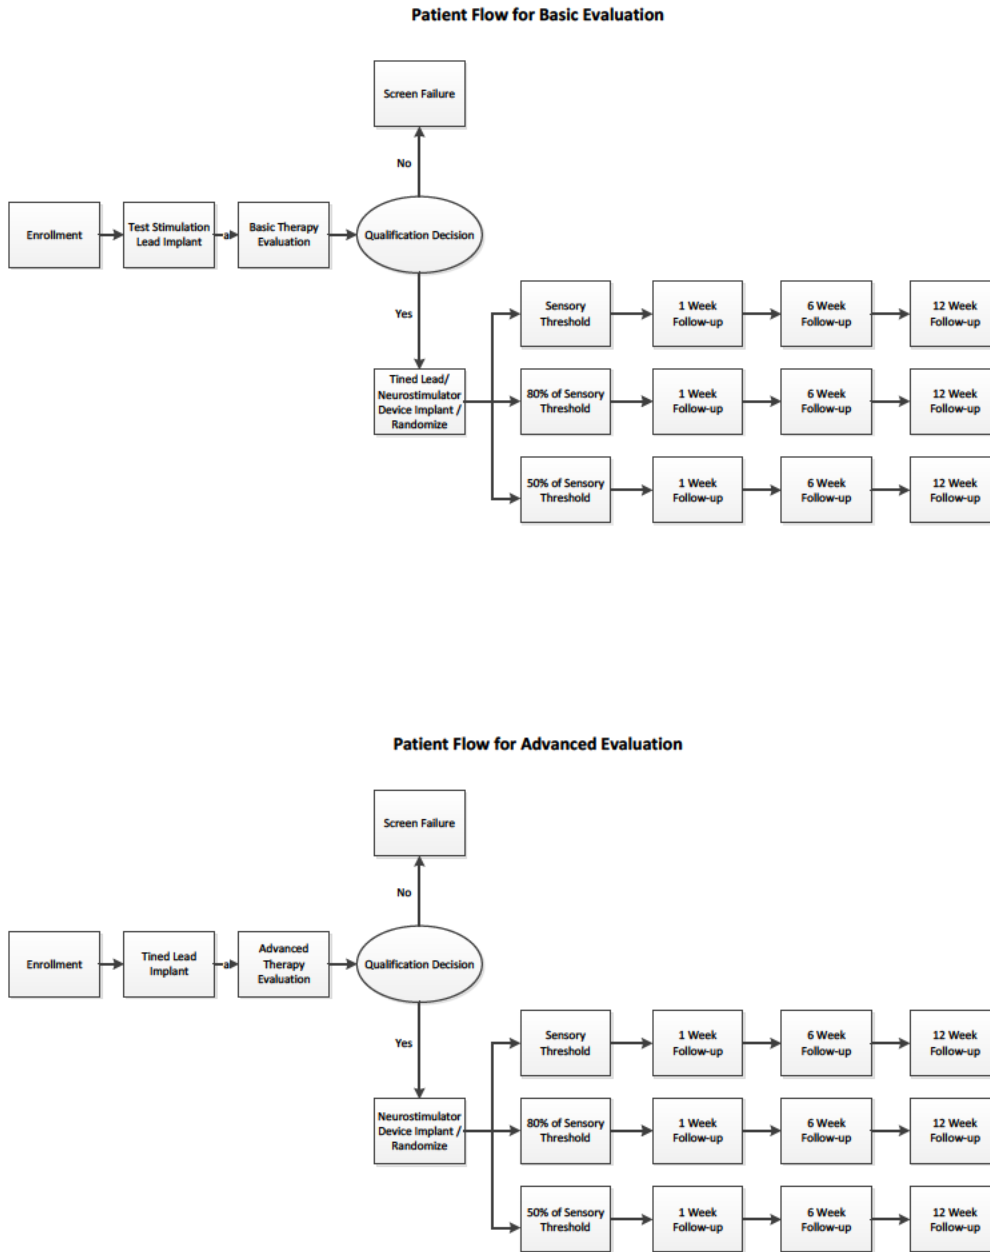 Patient Flow for Basic Evaluation
Screen Failure
No
Enrollment
Test Stimulation
Lead Implant
a
Basic Therapy
Evaluation
Qualification Decision
Yes
Tined Lead/
Neurostimulator
Device Implant /
Randomize
Sensory
Threshold
1 Week
Follow-up
6 Week
Follow-up
12 Week
Follow-up
80% of Sensory
Threshold
1 Week
Follow-up
6 Week
Follow-up
12 Week
Follow-up
50% of Sensory
Threshold
1 Week
Follow-up
6 Week
Follow-up
12 Week
Follow-up
Patient Flow for Advanced Evaluation
Screen Failure
No
Enrollment
Tined Lead
Implant
a
Advanced
Therapy
Evaluation
Qualification Decision
Yes
Neurostimulator
Device Implant /
Randomize
Sensory
Threshold
1 Week
Follow-up
6 Week
Follow-up
12 Week
Follow-up
80% of Sensory
Threshold
1 Week
Follow-up
6 Week
Follow-up
12 Week
Follow-up
50% of Sensory
Threshold
1 Week
Follow-up
6 Week
Follow-up
12 Week
Follow-up